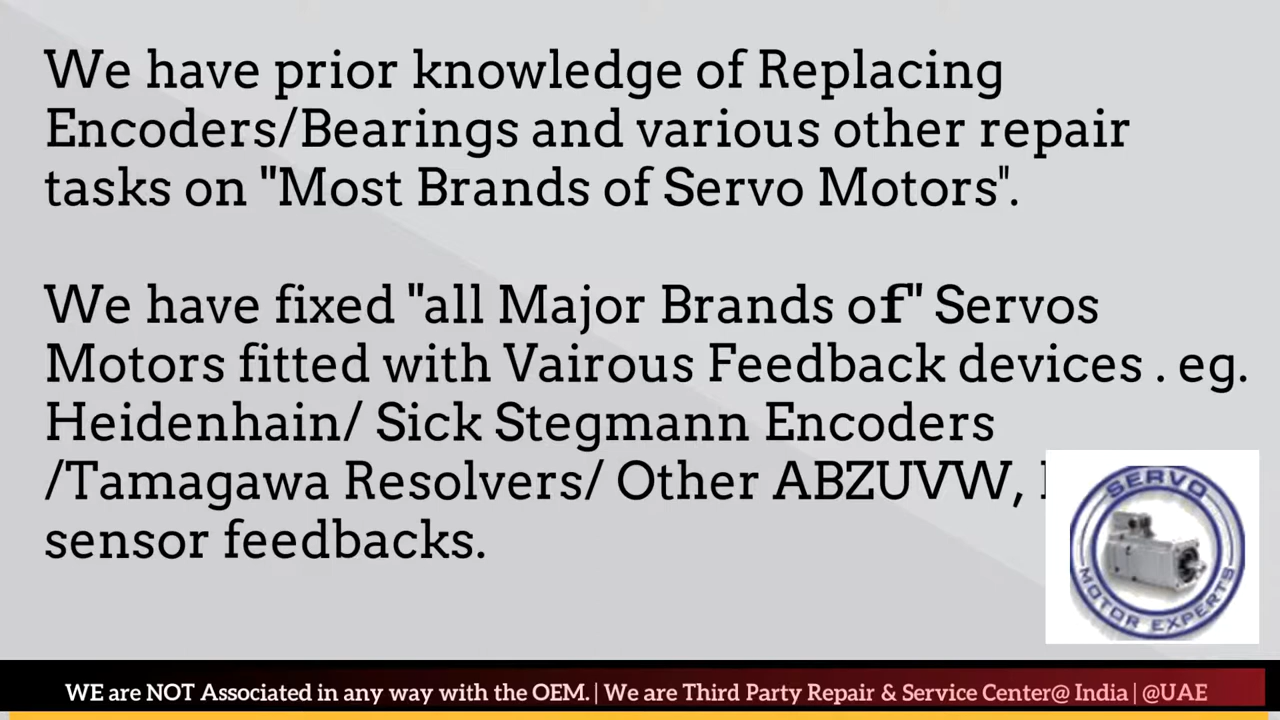 We have prior knowledge of Replacing
Encoders/Bearings and various other repair
tasks on "Most Brands of Servo Motors".
We have fixed "all Major Brands of" Servos
Motors fitted with Vairous Feedback devices . eg.
Heidenhain/ Sick Stegmann Encoders
/Tamagawa Resolvers/ Other ABZUVW,
sensor feedbacks.
SERVO
MOTOR EXPERTS
WE are NOT Associated in any way with the OEM. | We are Third Party Repair & Service Center@ India | @UAE